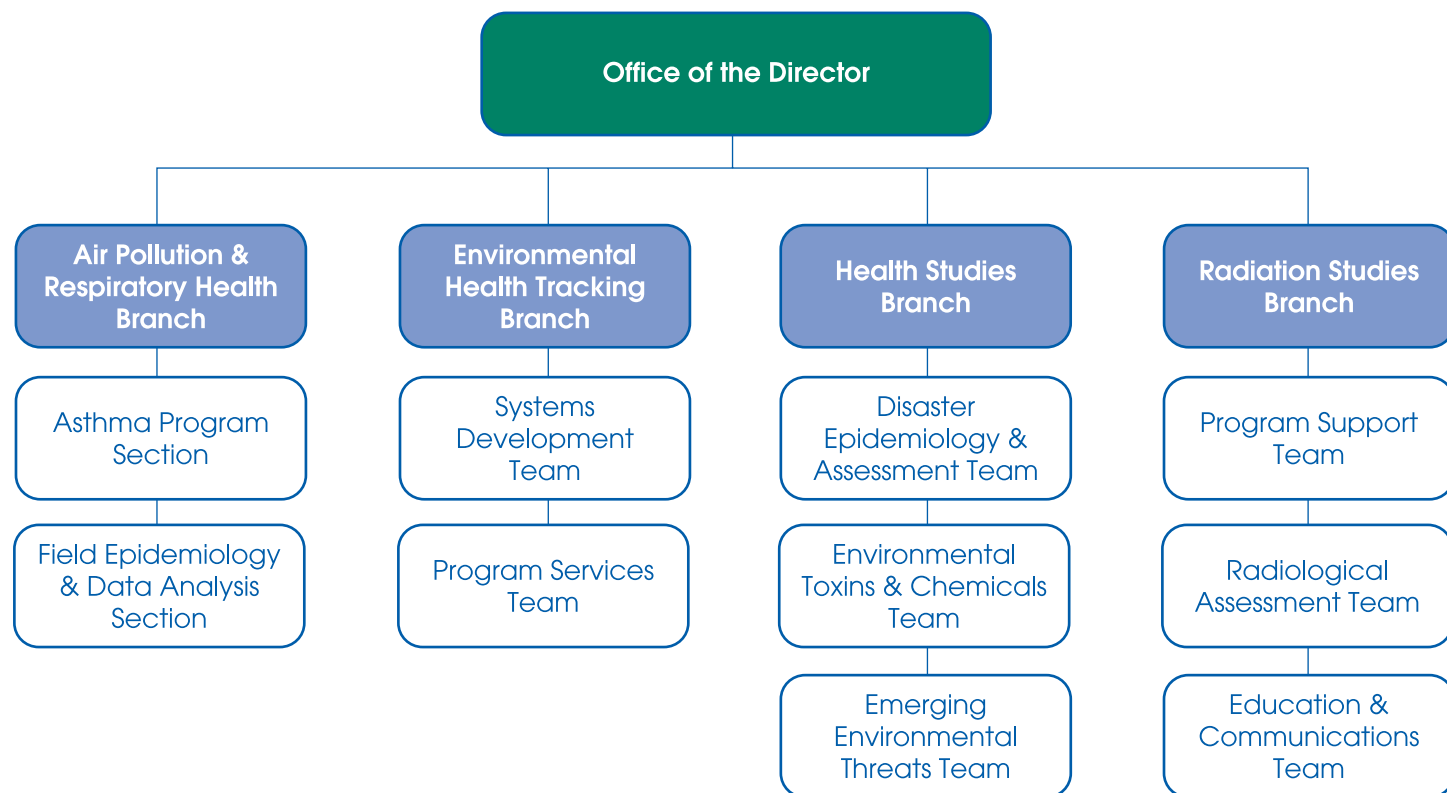 Office of the Director
Air Pollution &
Respiratory Health
Branch
Environmental
Health Tracking
Branch
Health Studies
Branch
Radiation Studies
Branch
Asthma Program
Section
Systems
Development
Team
Disaster
Epidemiology &
Assessment Team
Program Support
Team
Field Epidemiology
& Data Analysis
Section
Program Services
Team
Environmental
Toxins & Chemicals
Team
Radiological
Assessment Team
Emerging
Environmental
Threats Team
Education &
Communications
Team